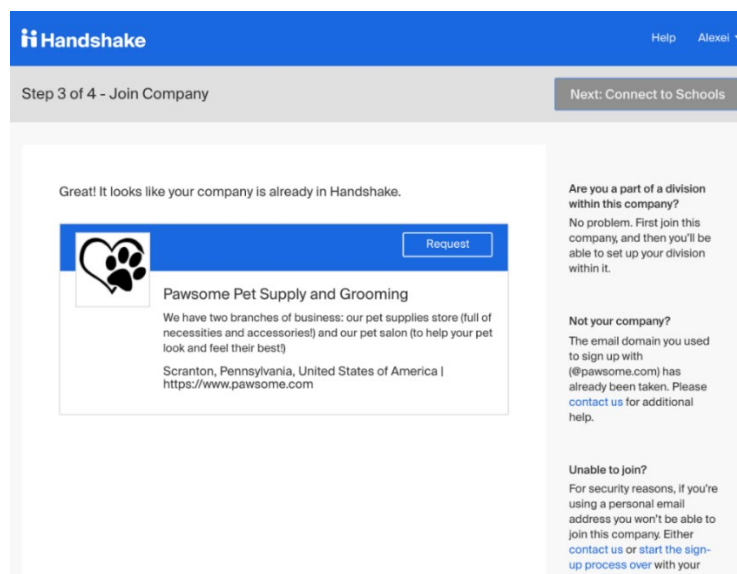 Handshake
Help Alexei
Step 3 of 4 - Join Company
Next: Connect to Schools
Great! It looks like your company is already in Handshake.
Request
Pawsome Pet Supply and Grooming
We have two branches of business: our pet supplies store (full of
necessities and accessories!) and our pet salon (to help your pet
look and feel their best!)
Scranton, Pennsylvania, United States of America |
https://www.pawsome.com
Are you a part of a division
within this company?
No problem. First join this
company, and then you'll be
able to set up your division
within it.
Not your company?
The email domain you used
to sign up with
(@pawsome.com) has
already been taken. Please
contact us for additional
help.
Unable to join?
For security reasons, if you're
using a personal email
address you won't be able to
join this company. Either
contact us or start the sign-
up process over with your